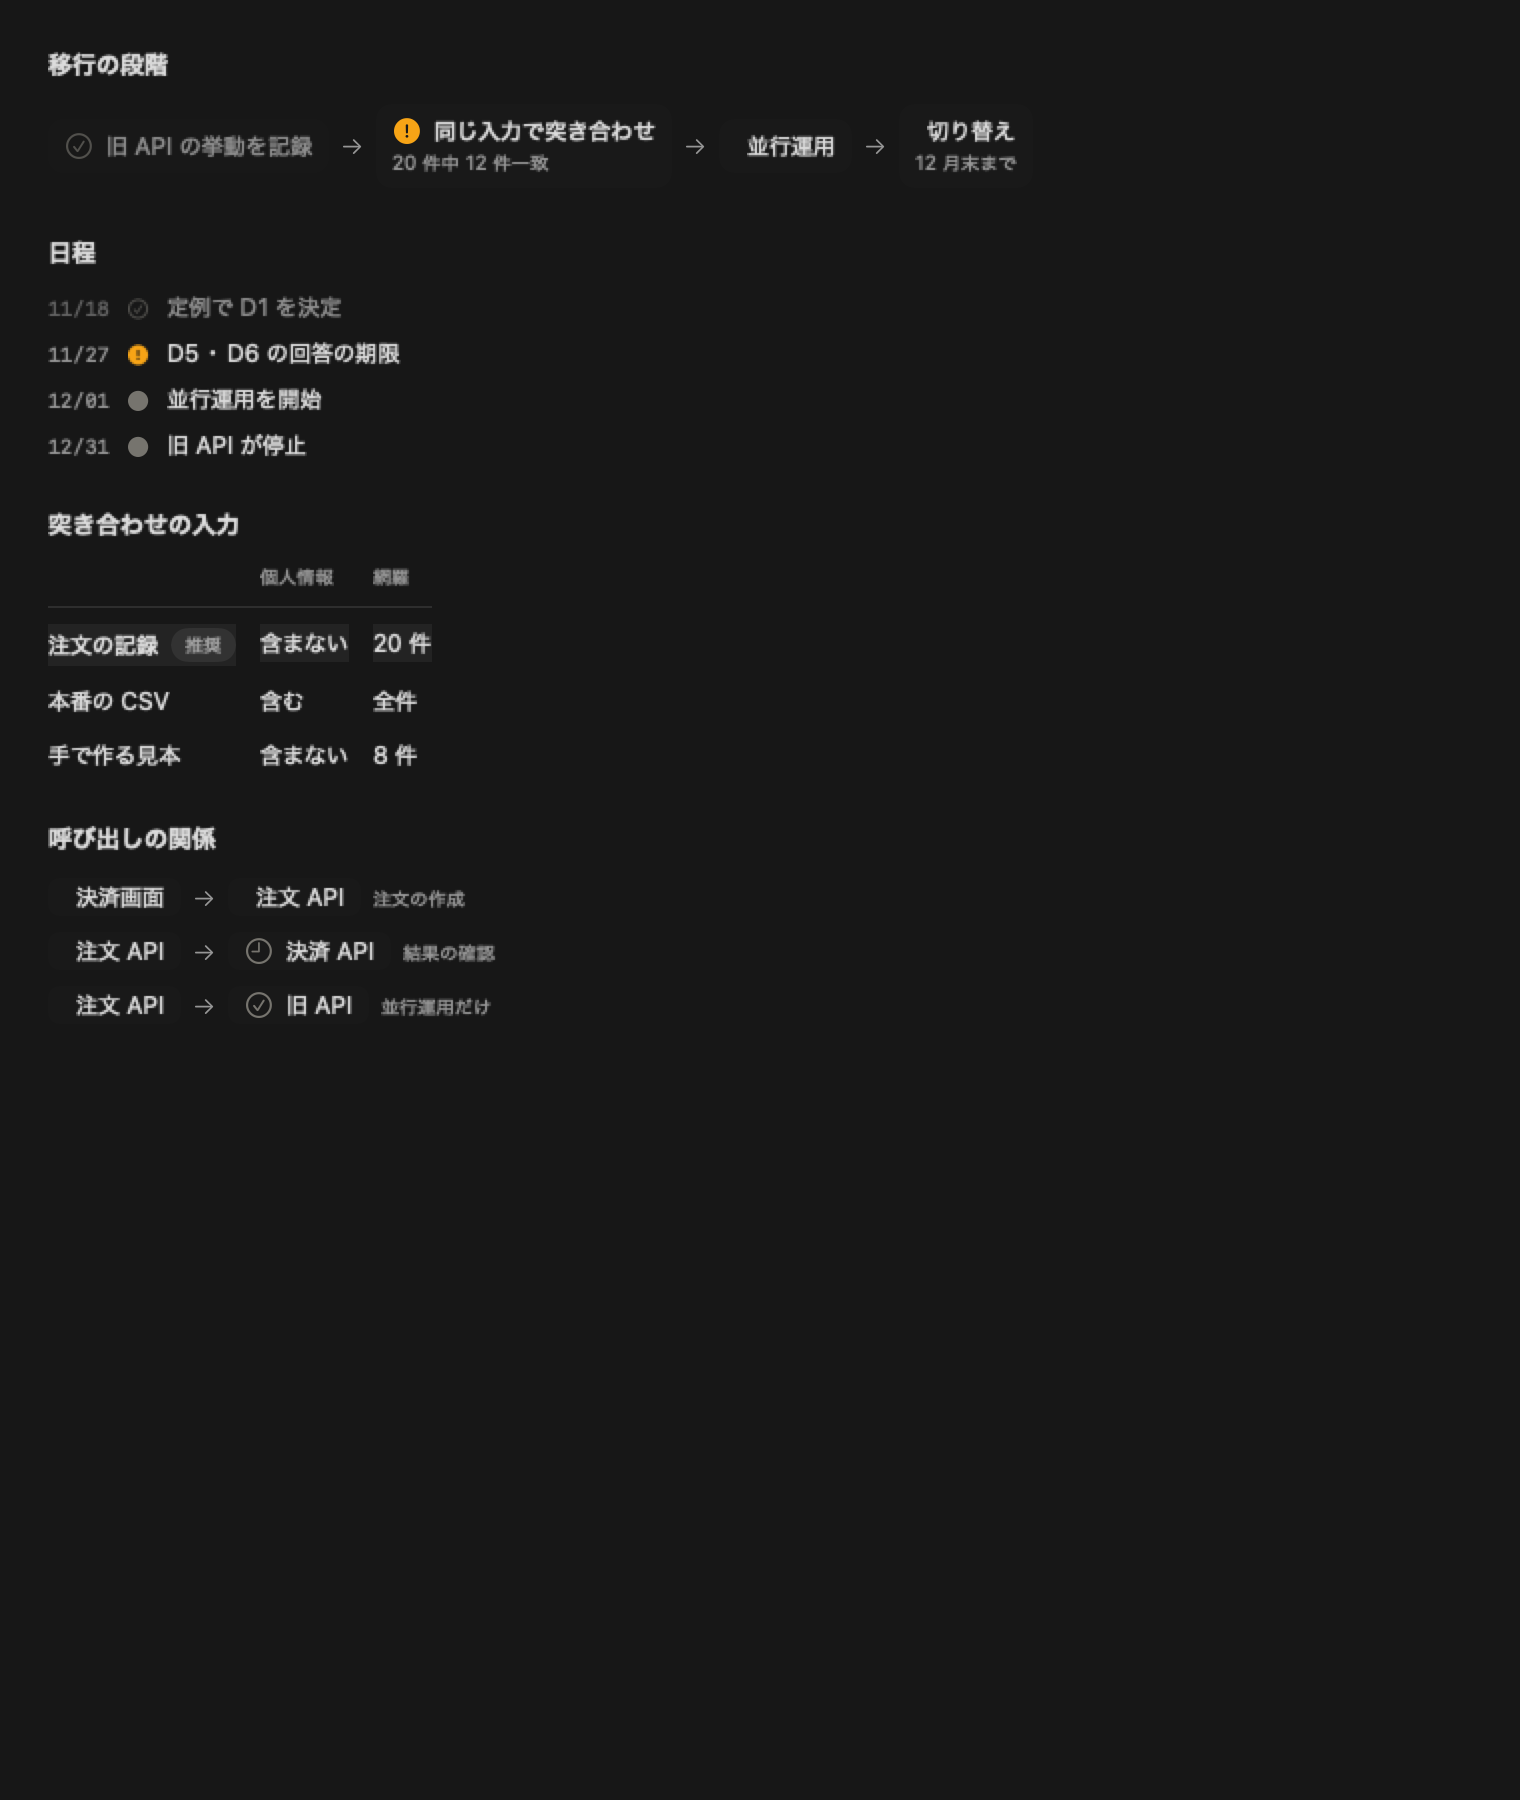 移行の段階
旧 API の挙動を記録 → 同じ入力で突き合わせ → 並行運用 → 切り替え
20 件中 12 件一致 12 月末まで
日程
11/18 定例で D1 を決定
11/27 D5・D6 の回答の期限
12/01 並行運用を開始
12/31 旧 API が停止
突き合わせの入力
個人情報 網羅
注文の記録 推奨 含まない 20 件
本番の CSV 含む 全件
手で作る見本 含まない 8 件
呼び出しの関係
決済画面 → 注文 API 注文の作成
注文 API → 決済 API 結果の確認
注文 API → 旧 API 並行運用だけ